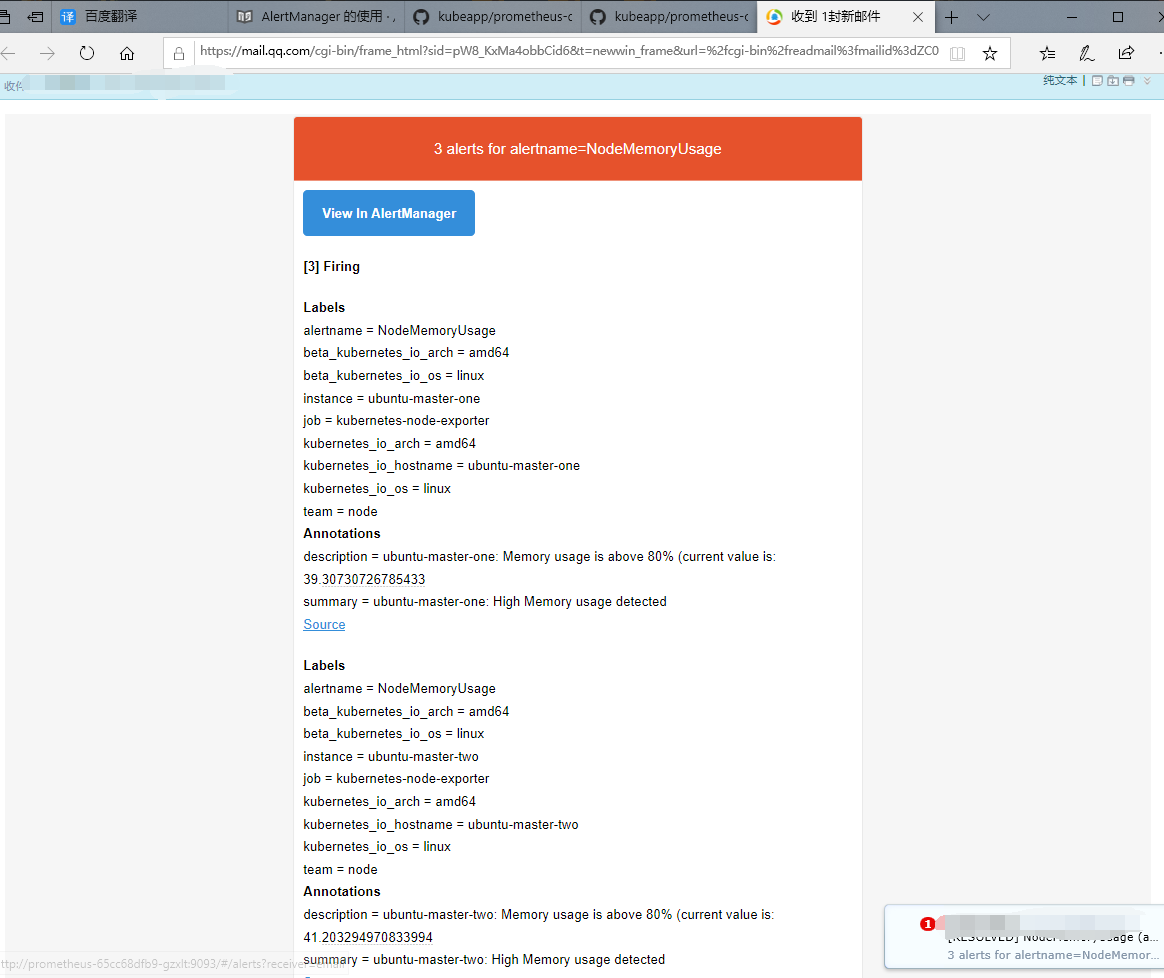 百度翻译
AlertManager 的使用 · ,
kubeapp/prometheus-c
kubeapp/prometheus-c
收到 1封新邮件
https://mail.qq.com/cgi-bin/frame_html?sid=pW8_KxMa4obbCid6&t=newwin_frame&url=%2fcgi-bin%2freadmail%3fmailid%3dZC0
纯文本 |
3 alerts for alertname=NodeMemoryUsage
View In AlertManager
[3] Firing
Labels
alertname = NodeMemoryUsage
beta_kubernetes_io_arch = amd64
beta_kubernetes_io_os = linux
instance = ubuntu-master-one
job = kubernetes-node-exporter
kubernetes_io_arch = amd64
kubernetes_io_hostname = ubuntu-master-one
kubernetes_io_os = linux
team = node
Annotations
description = ubuntu-master-one: Memory usage is above 80% (current value is:
39.30730726785433
summary = ubuntu-master-one: High Memory usage detected
Source
Labels
alertname = NodeMemoryUsage
beta_kubernetes_io_arch = amd64
beta_kubernetes_io_os = linux
instance = ubuntu-master-two
job = kubernetes-node-exporter
kubernetes_io_arch = amd64
kubernetes_io_hostname = ubuntu-master-two
kubernetes_io_os = linux
team = node
Annotations
description = ubuntu-master-two: Memory usage is above 80% (current value is:
41.203294970833994
summary = ubuntu-master-two: High Memory usage detected
ttp://prometheus-65cc68dfb9-gzxlt:9093/#/alerts?receiver=email
1
[RESOLVED] NodeMemoryUsage (a...
3 alerts for alertname=NodeMemor...